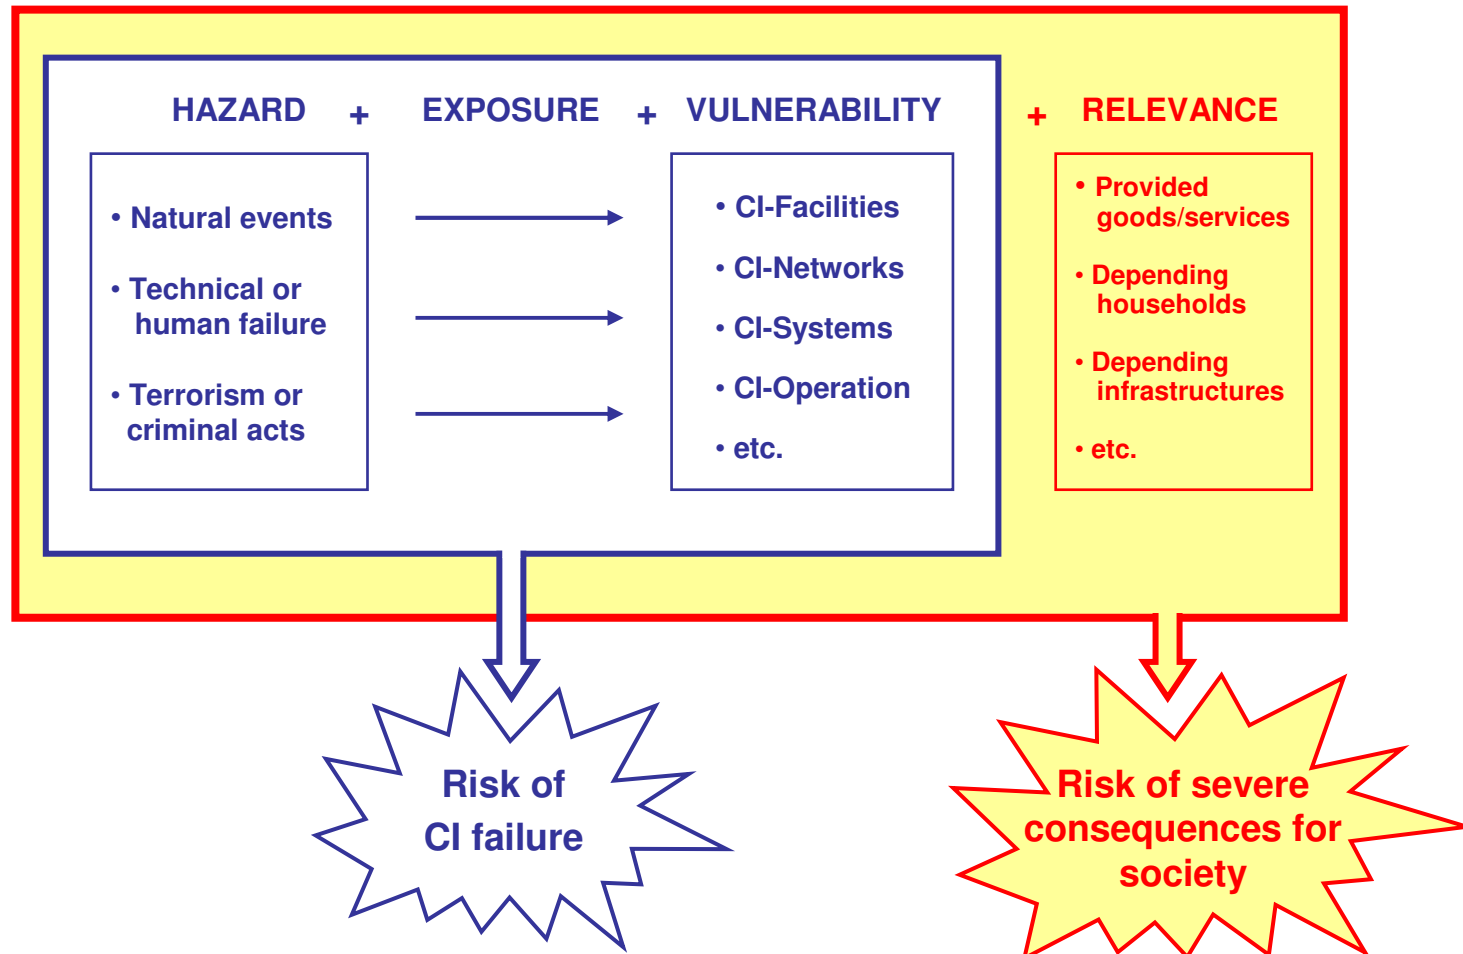 HAZARD + EXPOSURE + VULNERABILITY + RELEVANCE
• Natural events
• Technical or
human failure
• Terrorism or
criminal acts
• CI-Facilities
• CI-Networks
• CI-Systems
• CI-Operation
• etc.
• Provided
goods/services
• Depending
households
• Depending
infrastructures
• etc.
Risk of
CI failure
Risk of severe
consequences for
society